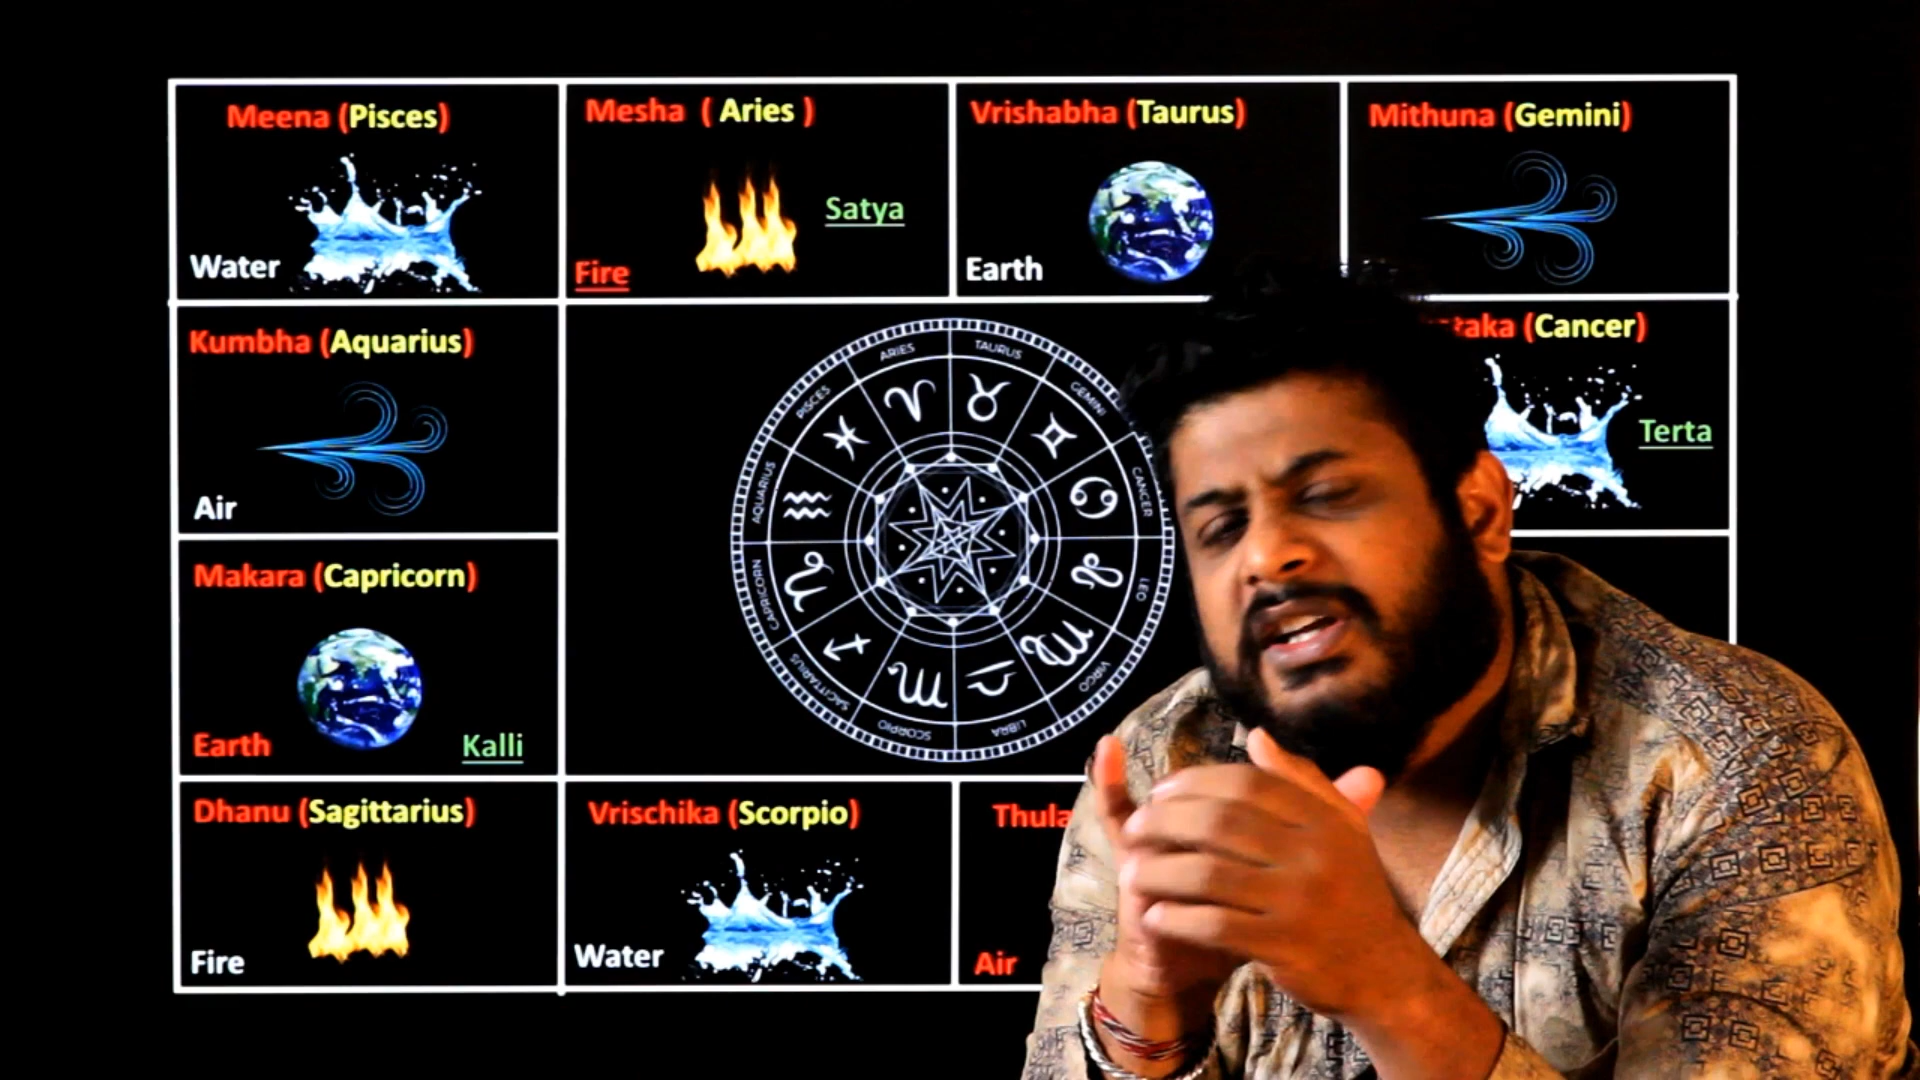 Meena (Pisces)
Water
Mesha ( Aries )
Satya
Fire
Vrishabha (Taurus)
Earth
Mithuna (Gemini)
Kumbha (Aquarius)
Air
(Cancer)
Terta
Makara (Capricorn)
Earth
Kalli
ARIES
TAURUS
GEMINI
CANCER
LEO
VIRGO
LIBRA
SCORPIO
SAGITTARIUS
CAPRICORN
AQUARIUS
PISCES
Dhanu (Sagittarius)
Fire
Vrischika (Scorpio)
Water
Thula
Air